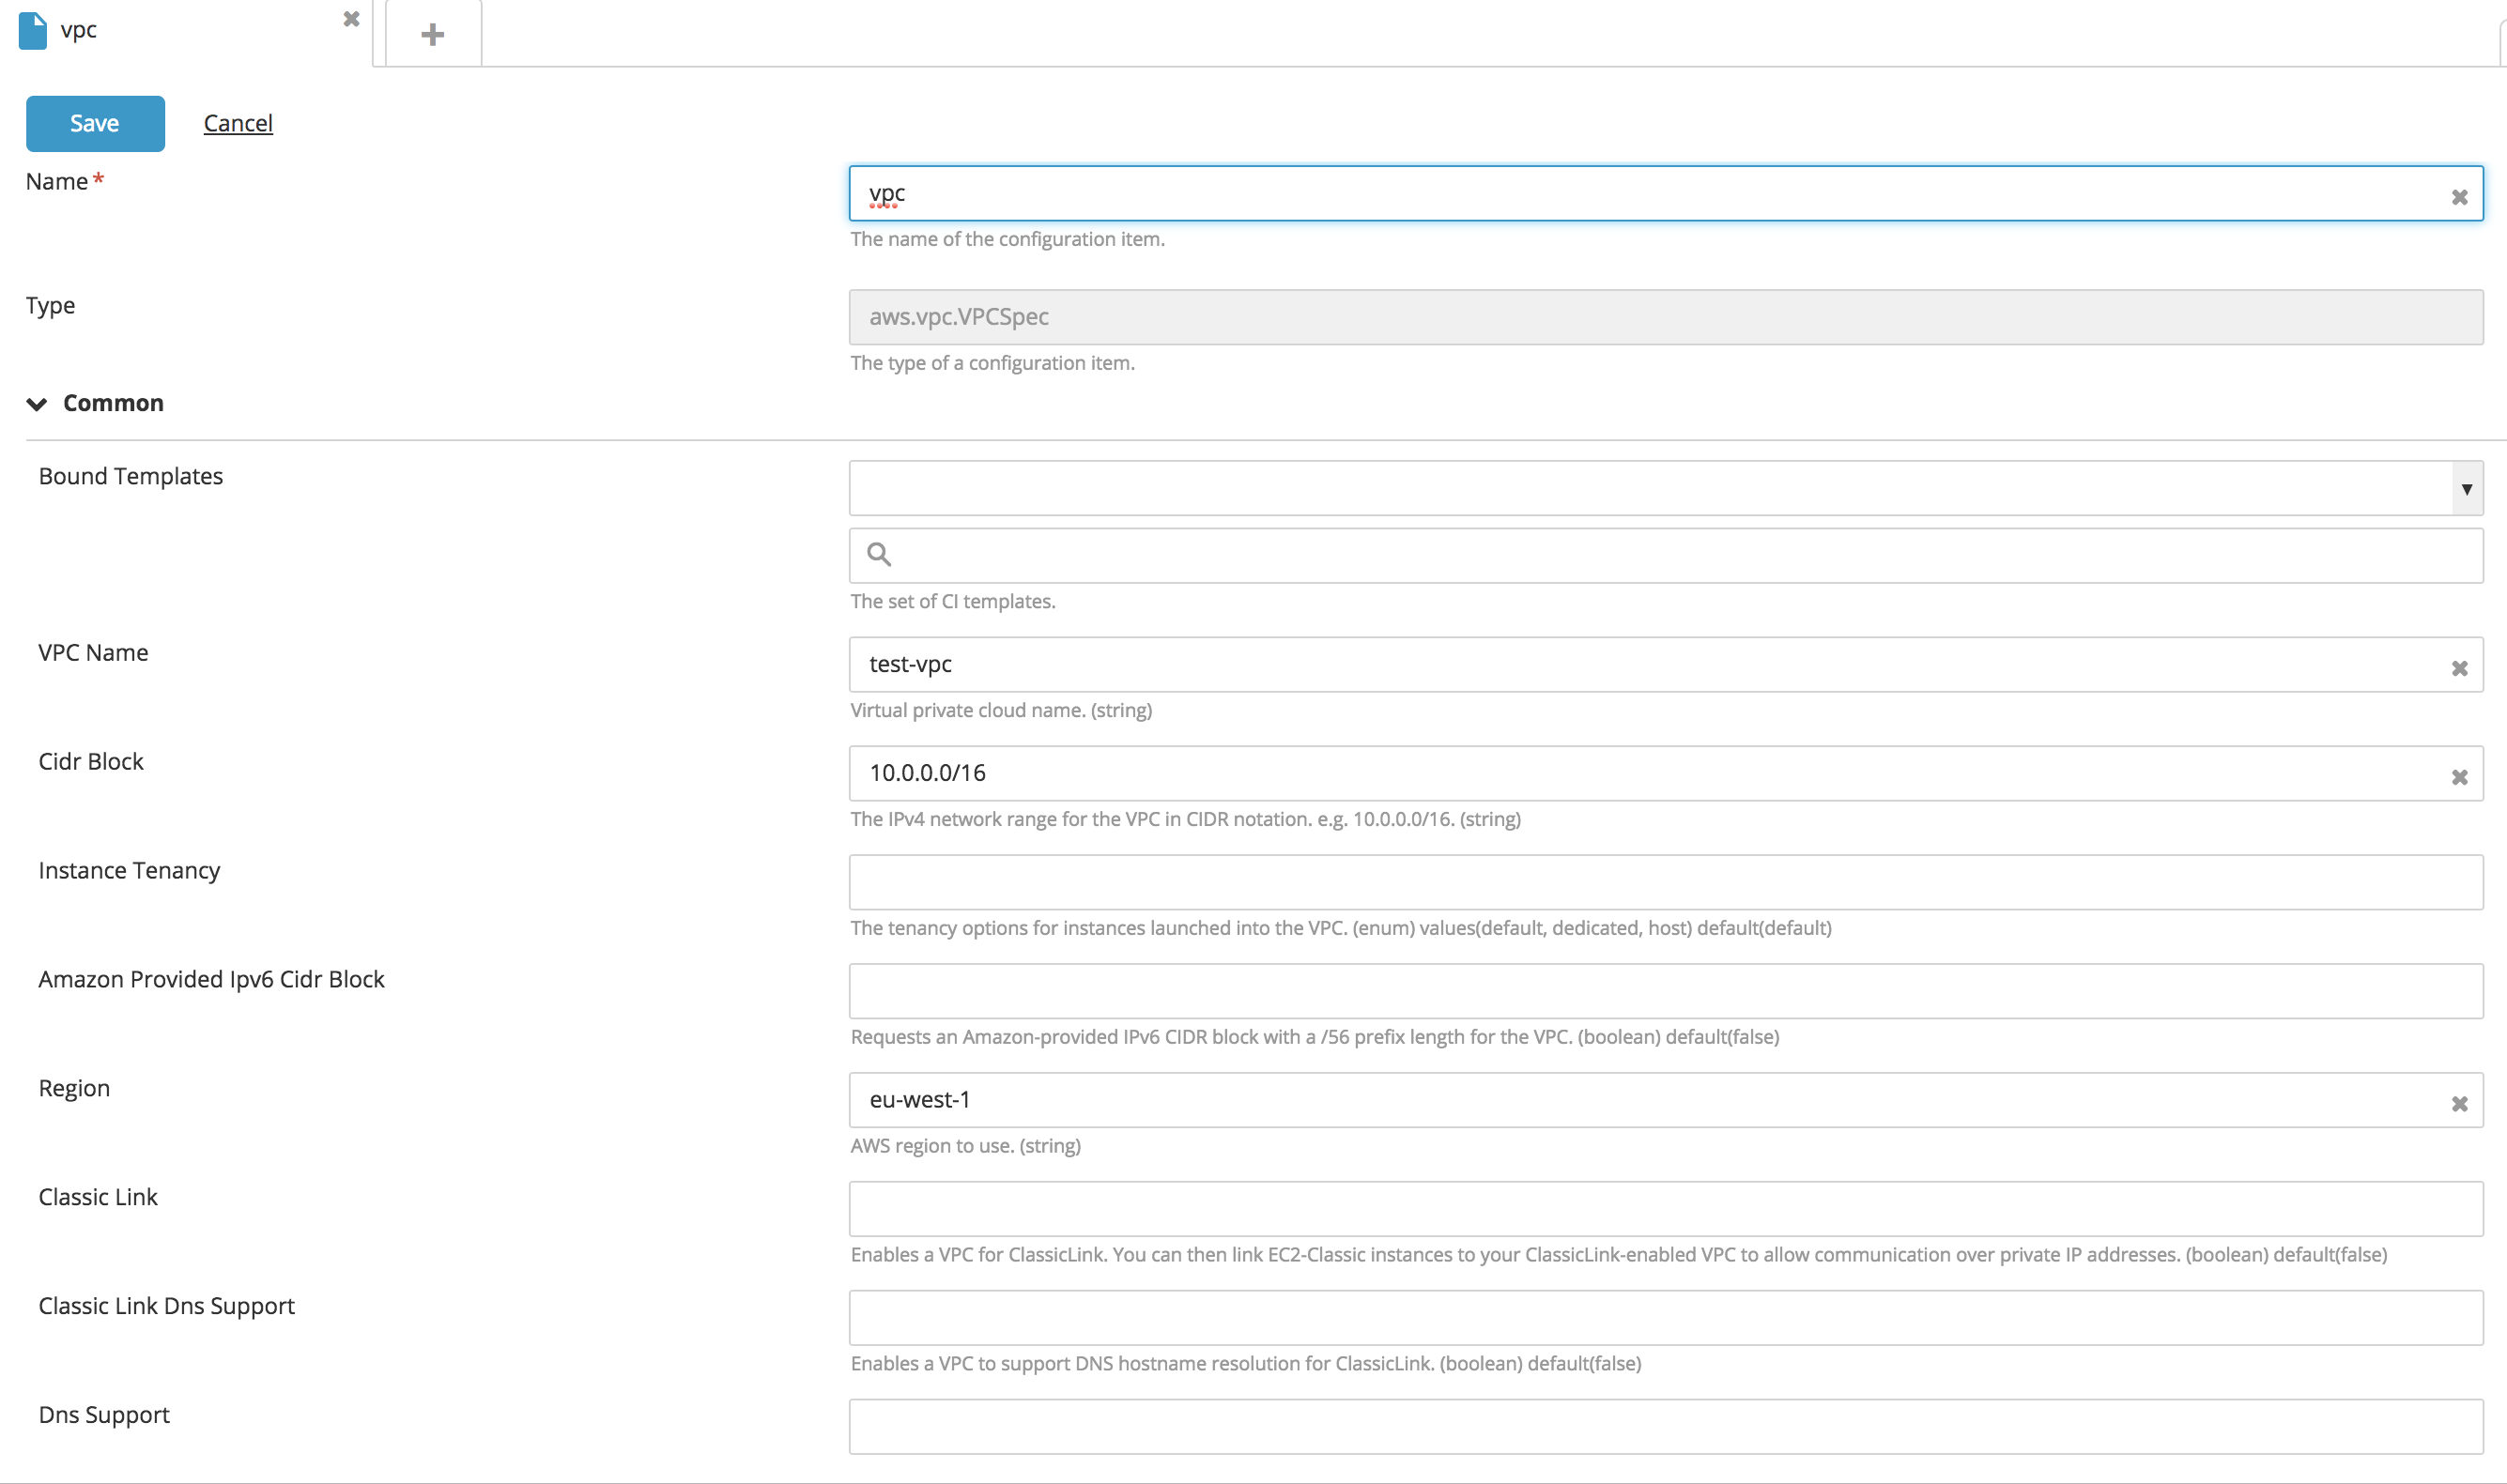 vpc
Save Cancel
Name* vpc
The name of the configuration item.
Type aws.vpc.VPCSpec
The type of a configuration item.
Common
Bound Templates
The set of CI templates.
VPC Name test-vpc
Virtual private cloud name. (string)
Cidr Block 10.0.0.0/16
The IPv4 network range for the VPC in CIDR notation. e.g. 10.0.0.0/16. (string)
Instance Tenancy
The tenancy options for instances launched into the VPC. (enum) values(default, dedicated, host) default(default)
Amazon Provided Ipv6 Cidr Block
Requests an Amazon-provided IPv6 CIDR block with a /56 prefix length for the VPC. (boolean) default(false)
Region eu-west-1
AWS region to use. (string)
Classic Link
Enables a VPC for ClassicLink. You can then link EC2-Classic instances to your ClassicLink-enabled VPC to allow communication over private IP addresses. (boolean) default(false)
Classic Link Dns Support
Enables a VPC to support DNS hostname resolution for ClassicLink. (boolean) default(false)
Dns Support